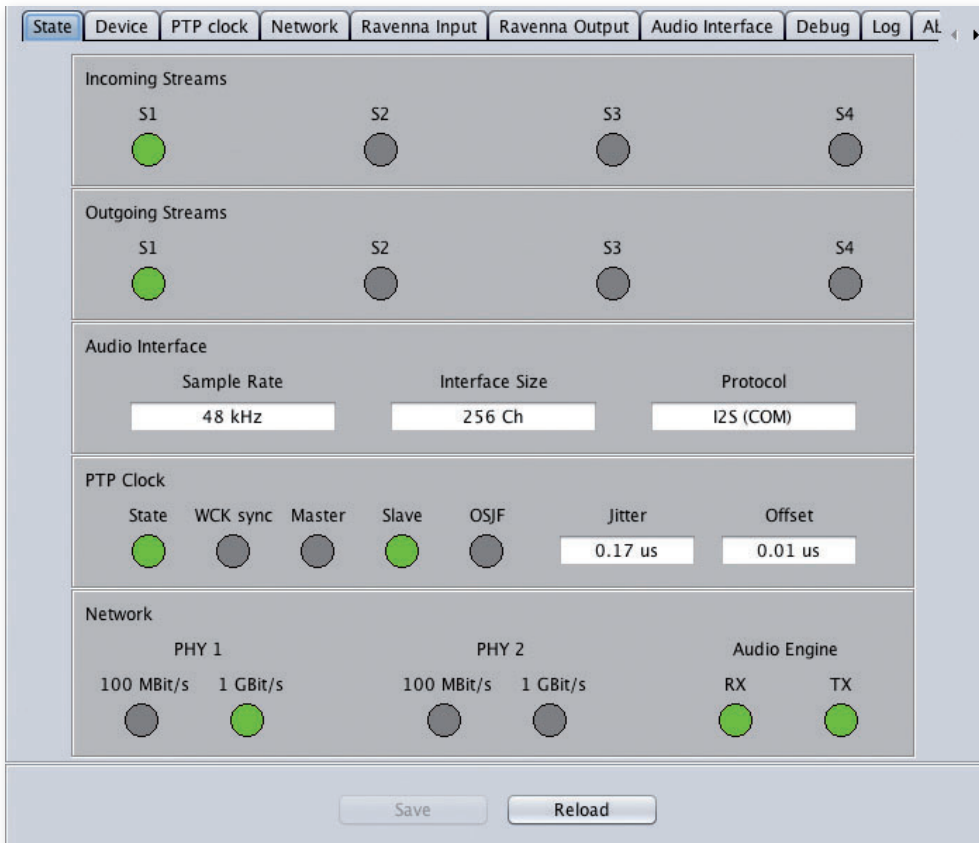 State Device PTP clock Network Ravenna Input Ravenna Output Audio Interface Debug Log
Incoming Streams
S1 S2 S3 S4
Outgoing Streams
S1 S2 S3 S4
Audio Interface
Sample Rate Interface Size Protocol
48 kHz 256 Ch I2S (COM)
PTP Clock
State WCK sync Master Slave OSJF Jitter Offset
0.17 us 0.01 us
Network
PHY 1 PHY 2 Audio Engine
100 MBit/s 1 GBit/s 100 MBit/s 1 GBit/s RX TX
Save Reload